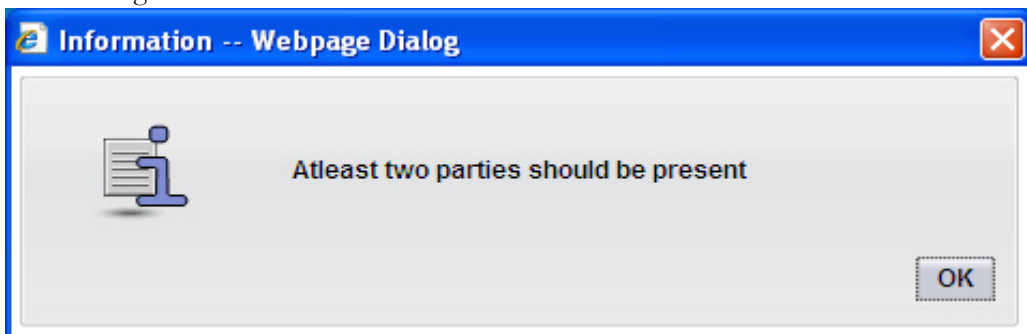 Information -- Webpage Dialog
Atleast two parties should be present
OK